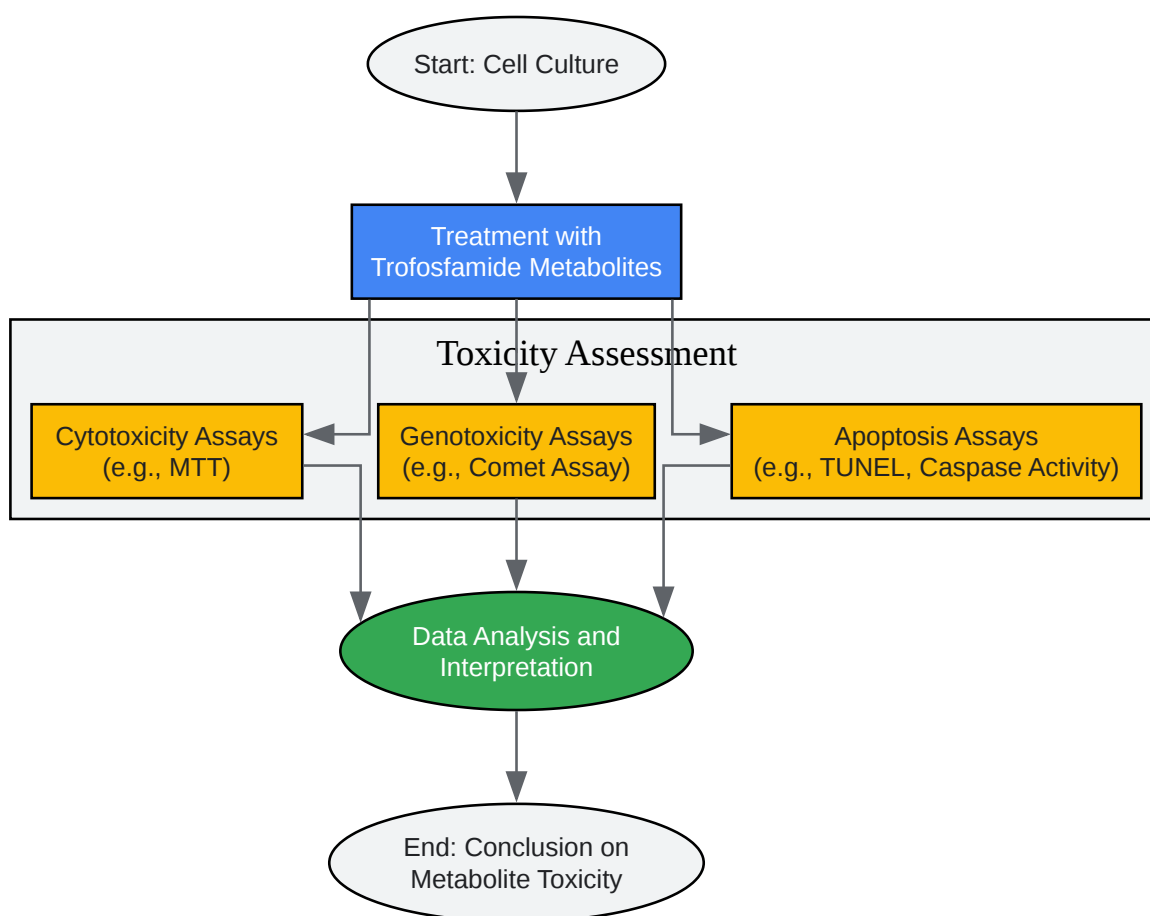 Start: Cell Culture
Treatment with
Trofosfamide Metabolites
Toxicity Assessment
Cytotoxicity Assays
(e.g., MTT)
Genotoxicity Assays
(e.g., Comet Assay)
Apoptosis Assays
(e.g., TUNEL, Caspase Activity)
Data Analysis and
Interpretation
End: Conclusion on
Metabolite Toxicity